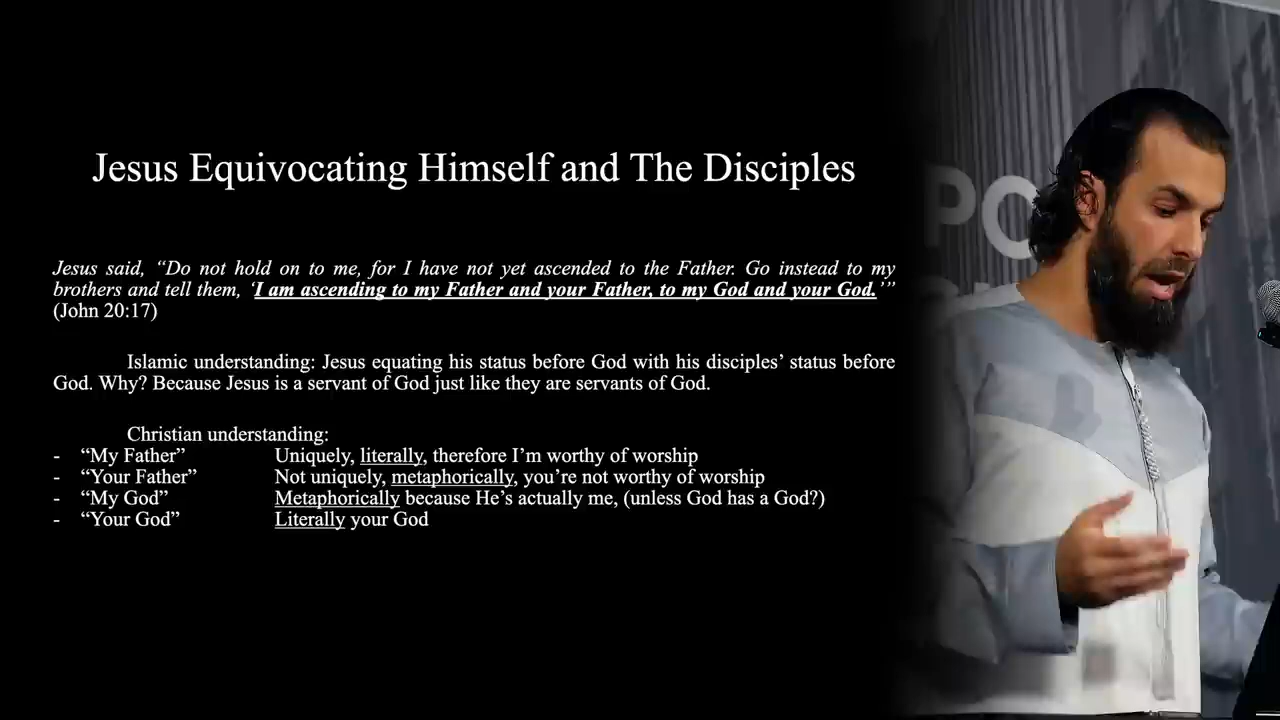 Jesus Equivocating Himself and The Disciples
Jesus said, “Do not hold on to me, for I have not yet ascended to the Father. Go instead to my
brothers and tell them, ‘I am ascending to my Father and your Father, to my God and your God.’”
(John 20:17)
Islamic understanding: Jesus equating his status before God with his disciples’ status before
God. Why? Because Jesus is a servant of God just like they are servants of God.
Christian understanding:
- “My Father” Uniquely, literally, therefore I’m worthy of worship
- “Your Father” Not uniquely, metaphorically, you’re not worthy of worship
- “My God” Metaphorically because He’s actually me, (unless God has a God?)
- “Your God” Literally your God
PO